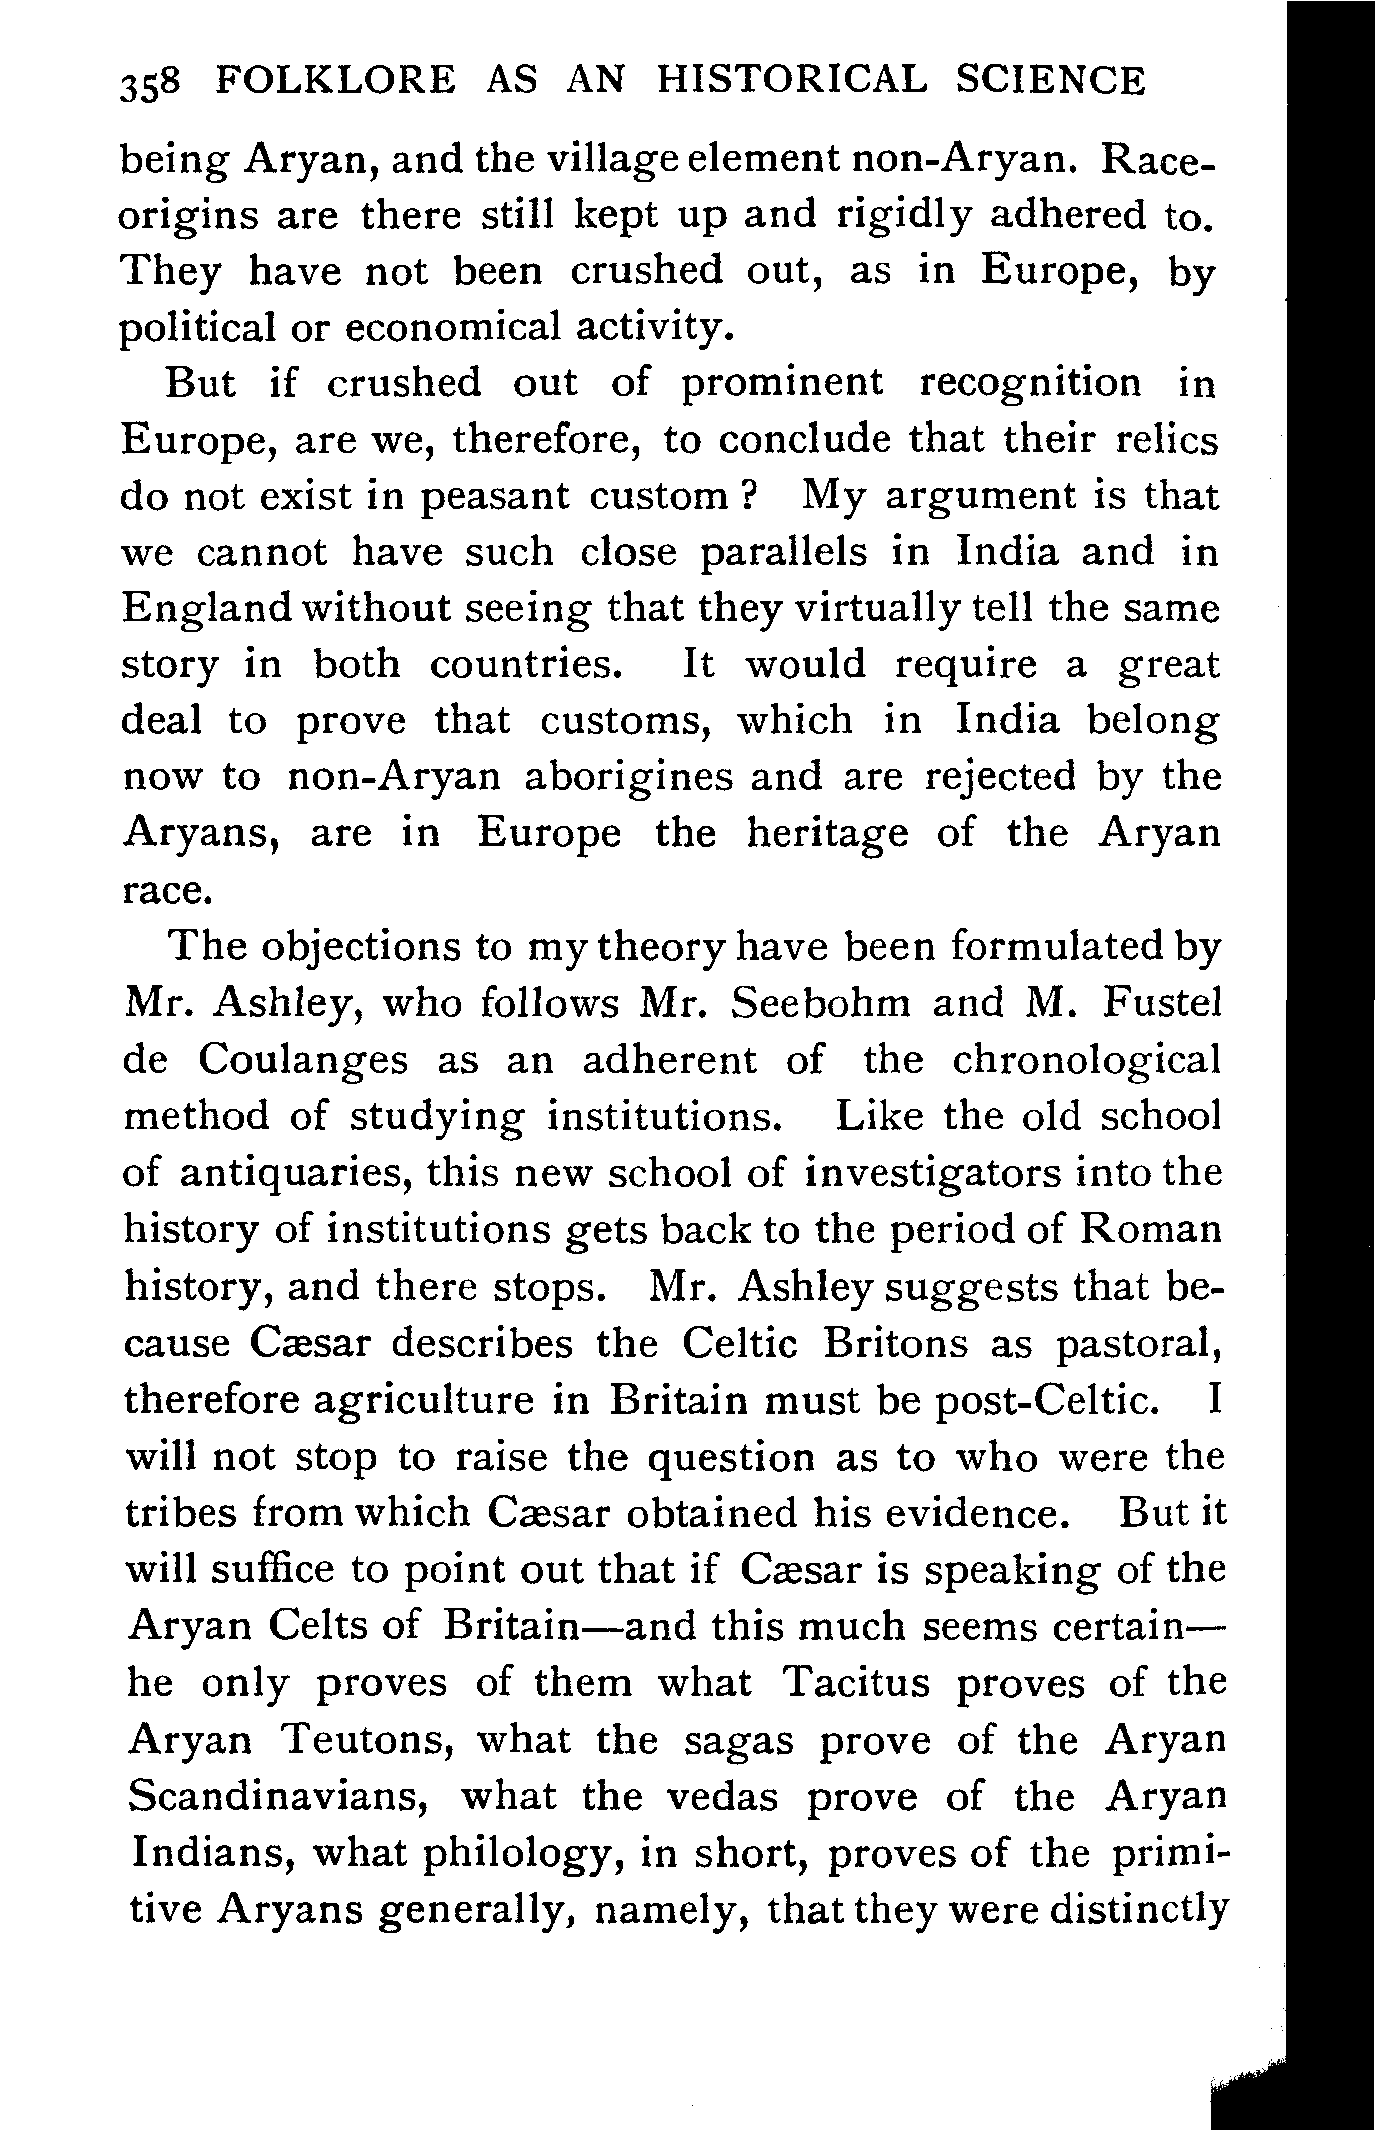 358 FOLKLORE AS AN HISTORICAL SCIENCE
being Aryan, and the village element non-Aryan. Race-
origins are there still kept up and rigidly adhered to.
They have not been crushed out, as in Europe, by
political or economical activity.
But if crushed out of prominent recognition in
Europe, are we, therefore, to conclude that their relics
do not exist in peasant custom ? My argument is that
we cannot have such close parallels in India and in
England without seeing that they virtually tell the same
story in both countries. It would require a great
deal to prove that customs, which in India belong
now to non-Aryan aborigines and are rejected by the
Aryans, are in Europe the heritage of the Aryan
race.
The objections to my theory have been formulated by
Mr. Ashley, who follows Mr. Seebohm and M. Fustel
de Coulanges as an adherent of the chronological
method of studying institutions. Like the old school
of antiquaries, this new school of investigators into the
history of institutions gets back to the period of Roman
history, and there stops. Mr. Ashley suggests that be-
cause Cæsar describes the Celtic Britons as pastoral,
therefore agriculture in Britain must be post-Celtic. I
will not stop to raise the question as to who were the
tribes from which Cæsar obtained his evidence. But it
will suffice to point out that if Cæsar is speaking of the
Aryan Celts of Britain—and this much seems certain—
he only proves of them what Tacitus proves of the
Aryan Teutons, what the sagas prove of the Aryan
Scandinavians, what the vedas prove of the Aryan
Indians, what philology, in short, proves of the primi-
tive Aryans generally, namely, that they were distinctly